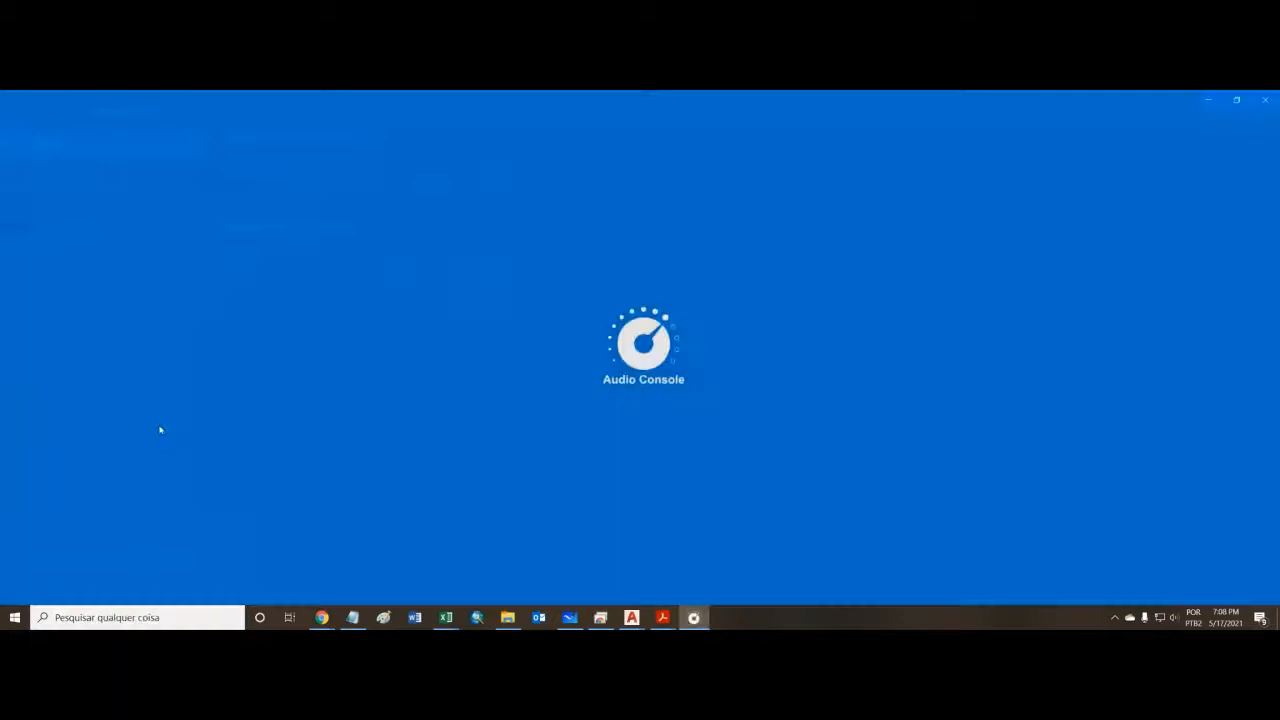 Audio Console
Pesquisar qualquer coisa
POR
PTB2
7:08 PM
5/17/2021